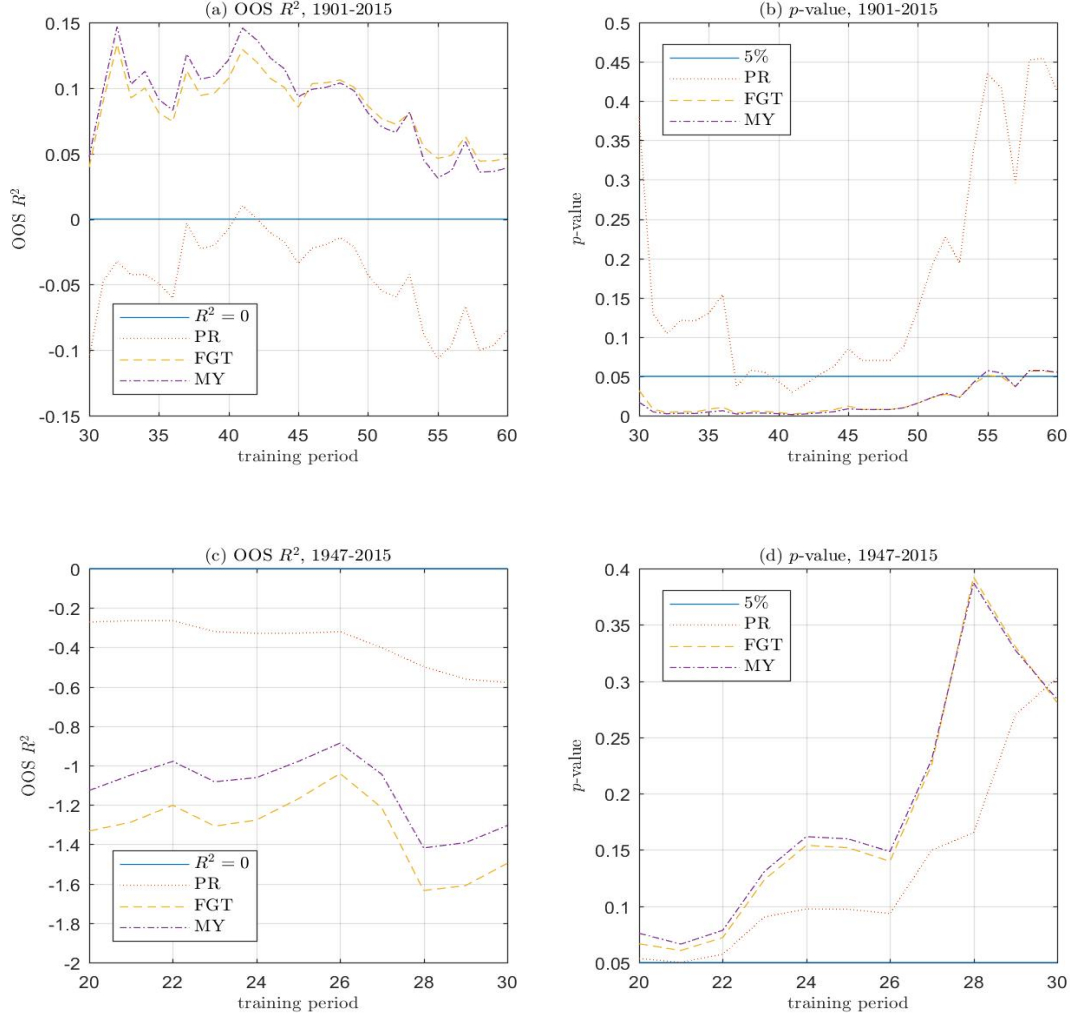 (a) OOS R², 1901-2015
0.15
0.1
0.05
0
-0.05
-0.1
-0.15
OOS R²
R² = 0
PR
FGT
MY
30 35 40 45 50 55 60
training period
(b) p-value, 1901-2015
0.5
0.45
0.4
0.35
0.3
0.25
0.2
0.15
0.1
0.05
0
p-value
5%
PR
FGT
MY
30 35 40 45 50 55 60
training period
(c) OOS R², 1947-2015
0
-0.2
-0.4
-0.6
-0.8
-1
-1.2
-1.4
-1.6
-1.8
-2
OOS R²
R² = 0
PR
FGT
MY
20 22 24 26 28 30
training period
(d) p-value, 1947-2015
0.4
0.35
0.3
0.25
0.2
0.15
0.1
0.05
p-value
5%
PR
FGT
MY
20 22 24 26 28 30
training period